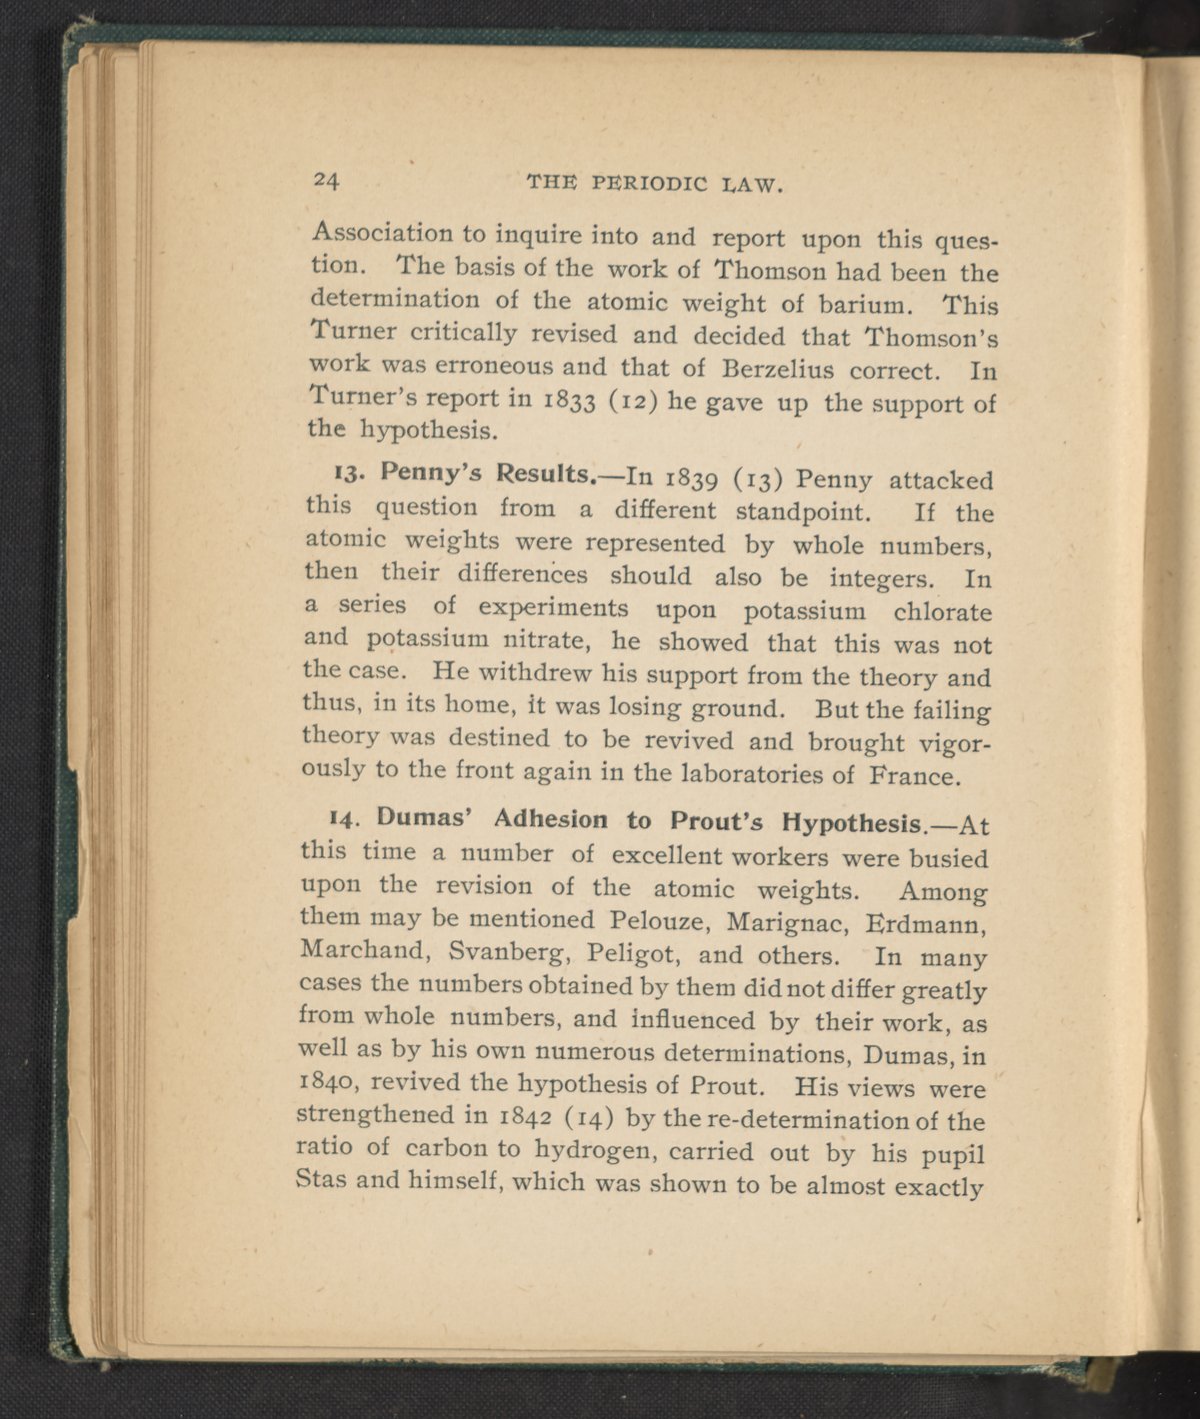 24 THE PERIODIC LAW.
Association to inquire into and report upon this ques-
tion. The basis of the work of Thomson had been the
determination of the atomic weight of barium. This
Turner critically revised and decided that Thomson's
work was erroneous and that of Berzelius correct. In
Turner's report in 1833 (12) he gave up the support of
the hypothesis.
13. Penny's Results.—In 1839 (13) Penny attacked
this question from a different standpoint. If the
atomic weights were represented by whole numbers,
then their differences should also be integers. In
a series of experiments upon potassium chlorate
and potassium nitrate, he showed that this was not
the case. He withdrew his support from the theory and
thus, in its home, it was losing ground. But the failing
theory was destined to be revived and brought vigor-
ously to the front again in the laboratories of France.
14. Dumas' Adhesion to Prout's Hypothesis.—At
this time a number of excellent workers were busied
upon the revision of the atomic weights. Among
them may be mentioned Pelouze, Marignac, Erdmann,
Marchand, Svanberg, Peligot, and others. In many
cases the numbers obtained by them did not differ greatly
from whole numbers, and influenced by their work, as
well as by his own numerous determinations, Dumas, in
1840, revived the hypothesis of Prout. His views were
strengthened in 1842 (14) by the re-determination of the
ratio of carbon to hydrogen, carried out by his pupil
Stas and himself, which was shown to be almost exactly